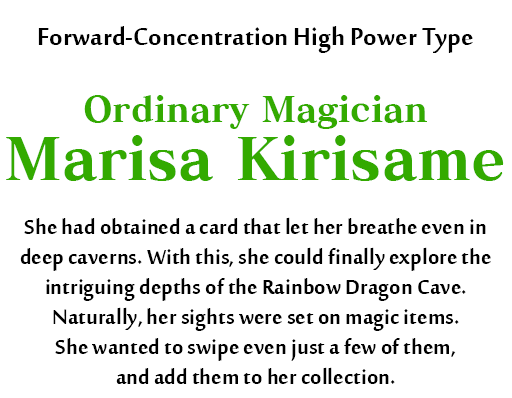 Forward-Concentration High Power Type
Ordinary Magician
Marisa Kirisame
She had obtained a card that let her breathe even in
deep caverns. With this, she could finally explore the
intriguing depths of the Rainbow Dragon Cave.
Naturally, her sights were set on magic items.
She wanted to swipe even just a few of them,
and add them to her collection.